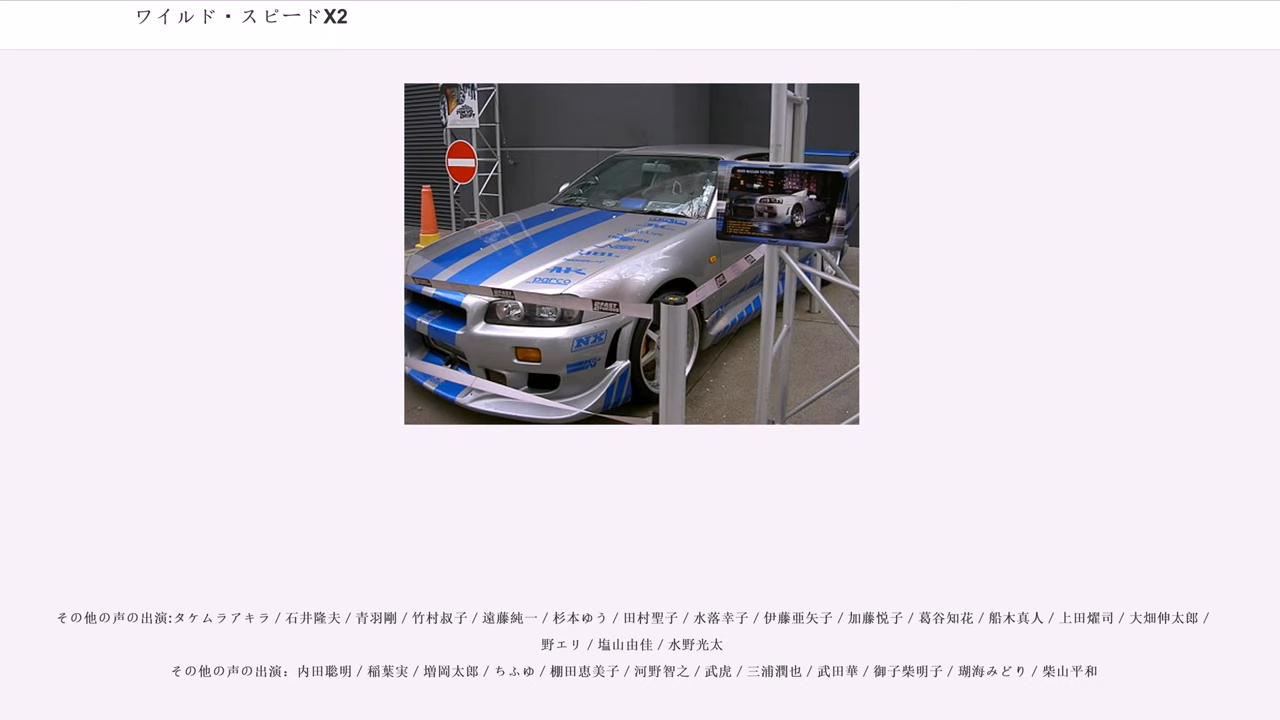 ワイルド・スピードX2
NX
parco
その他の声の出演:タケムラアキラ / 石井隆夫 / 青羽剛 / 竹村叔子 / 遠藤純一 / 杉本ゆう / 田村聖子 / 水落幸子 / 伊藤亜矢子 / 加藤悦子 / 葛谷知花 / 船木真人 / 上田燿司 / 大畑伸太郎 /
野エリ / 塩山由佳 / 水野光太
その他の声の出演：内田聡明 / 稲葉実 / 増岡太郎 / ちふゆ / 棚田恵美子 / 河野智之 / 武虎 / 三浦潤也 / 武田華 / 御子柴明子 / 瑚海みどり / 柴山平和